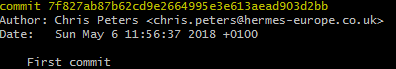 commit 7f827ab87b62cd9e2664995e3e613aead903d2bb
Author: Chris Peters <chris.peters@hermes-europe.co.uk>
Date:   Sun May 6 11:56:37 2018 +0100
First commit